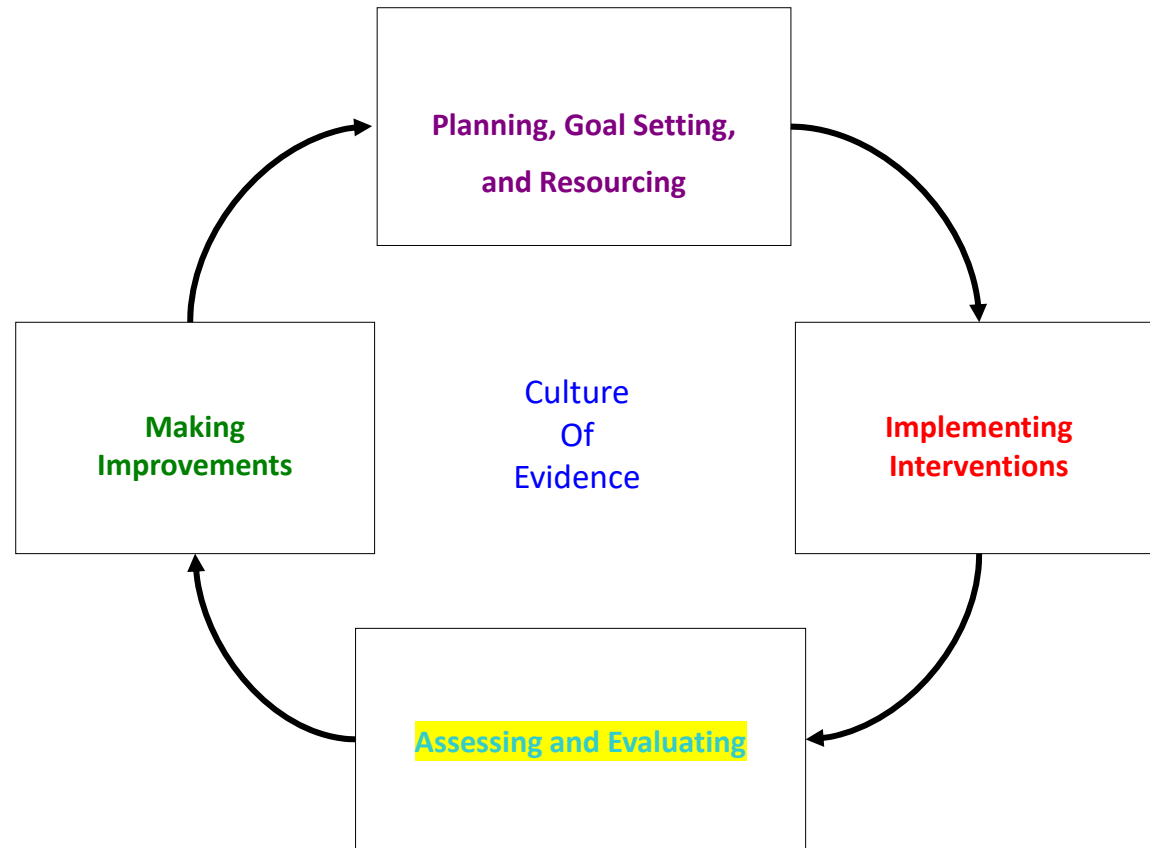 Planning, Goal Setting,
and Resourcing
Culture
Of
Evidence
Making
Improvements
Implementing
Interventions
Assessing and Evaluating